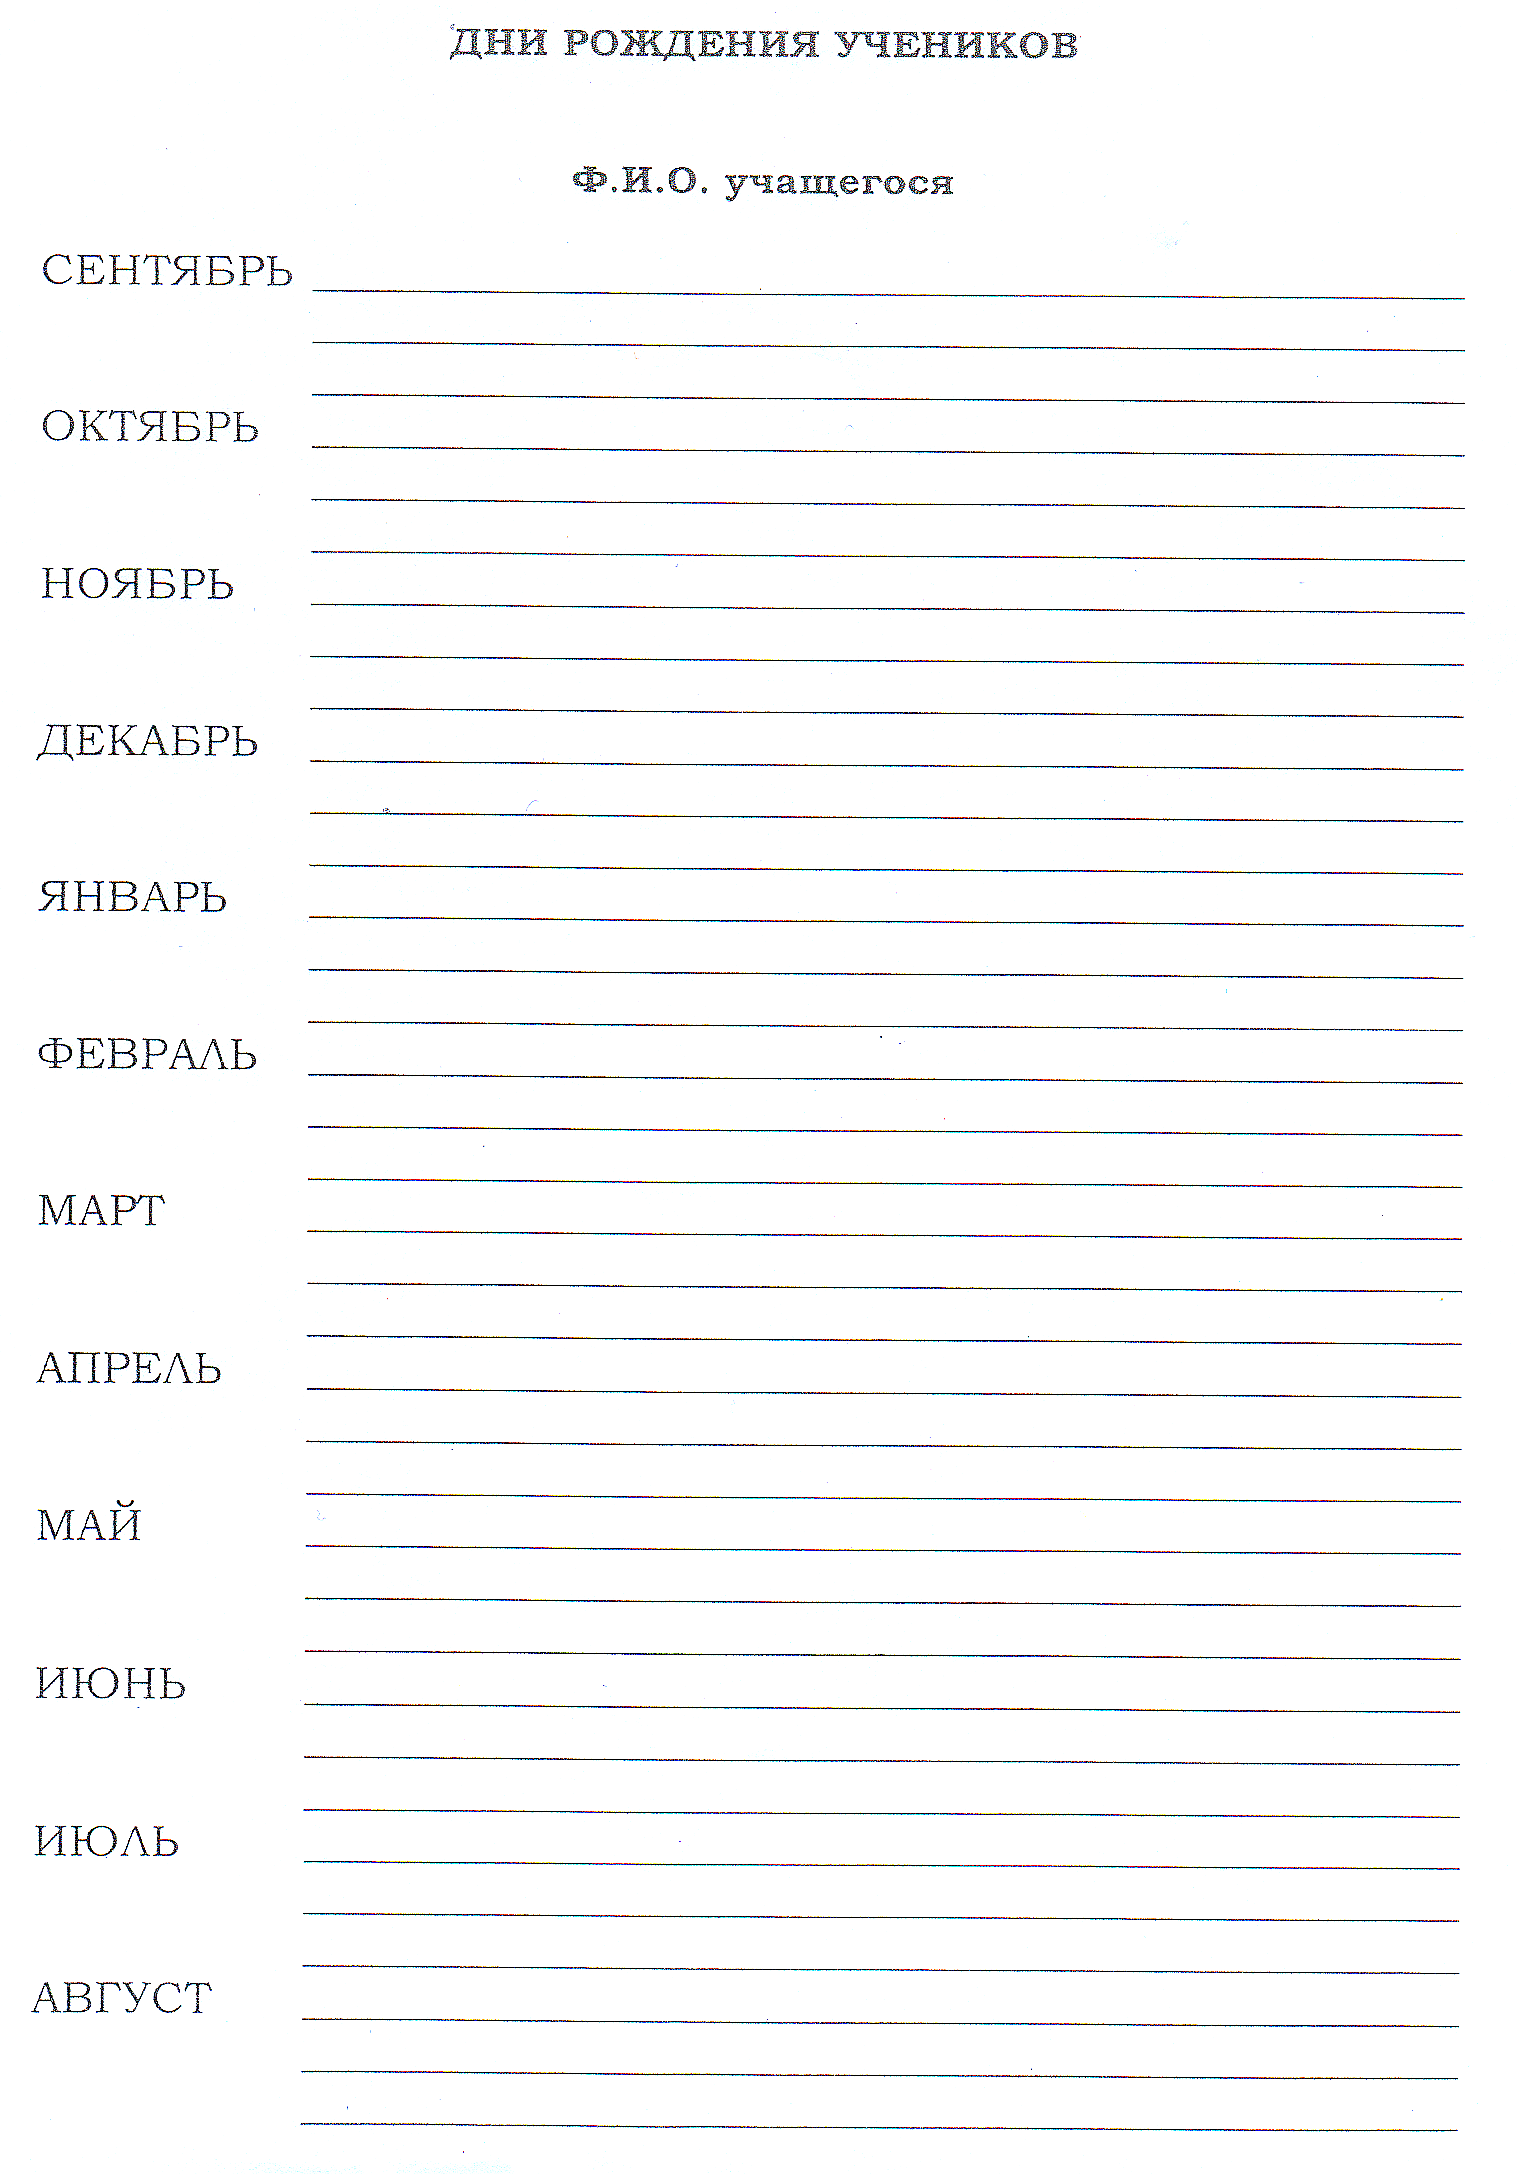 ДНИ РОЖДЕНИЯ УЧЕНИКОВ
Ф.И.О. учащегося
СЕНТЯБРЬ
ОКТЯБРЬ
НОЯБРЬ
ДЕКАБРЬ
ЯНВАРЬ
ФЕВРАЛЬ
МАРТ
АПРЕЛЬ
МАЙ
ИЮНЬ
ИЮЛЬ
АВГУСТ